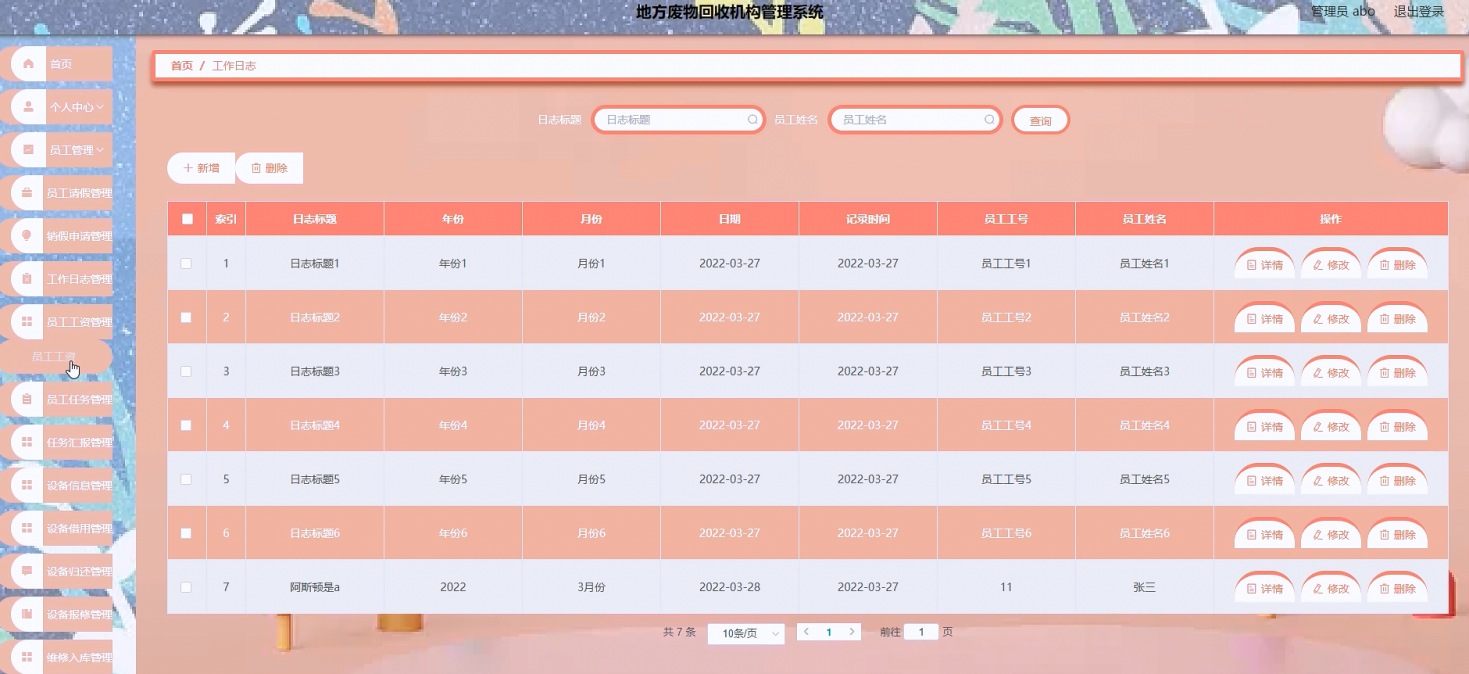 地方废物回收机构管理系统
管理员 abo 退出登录
首页
个人中心
员工管理
员工请假管理
销假申请管理
工作日志管理
员工工资管理
员工工资
员工任务管理
任务汇报管理
设备信息管理
设备借用管理
设备归还管理
设备报修管理
维修入库管理
首页 / 工作日志
日志标题 日志标题 员工姓名 员工姓名 查询
新增 删除
索引 日志标题 年份 月份 日期 记录时间 员工工号 员工姓名 操作
1 日志标题1 年份1 月份1 2022-03-27 2022-03-27 员工工号1 员工姓名1 详情 修改 删除
2 日志标题2 年份2 月份2 2022-03-27 2022-03-27 员工工号2 员工姓名2 详情 修改 删除
3 日志标题3 年份3 月份3 2022-03-27 2022-03-27 员工工号3 员工姓名3 详情 修改 删除
4 日志标题4 年份4 月份4 2022-03-27 2022-03-27 员工工号4 员工姓名4 详情 修改 删除
5 日志标题5 年份5 月份5 2022-03-27 2022-03-27 员工工号5 员工姓名5 详情 修改 删除
6 日志标题6 年份6 月份6 2022-03-27 2022-03-27 员工工号6 员工姓名6 详情 修改 删除
7 阿斯顿是a 2022 3月份 2022-03-28 2022-03-27 11 张三 详情 修改 删除
共 7 条 10条/页 1 前往 1 页